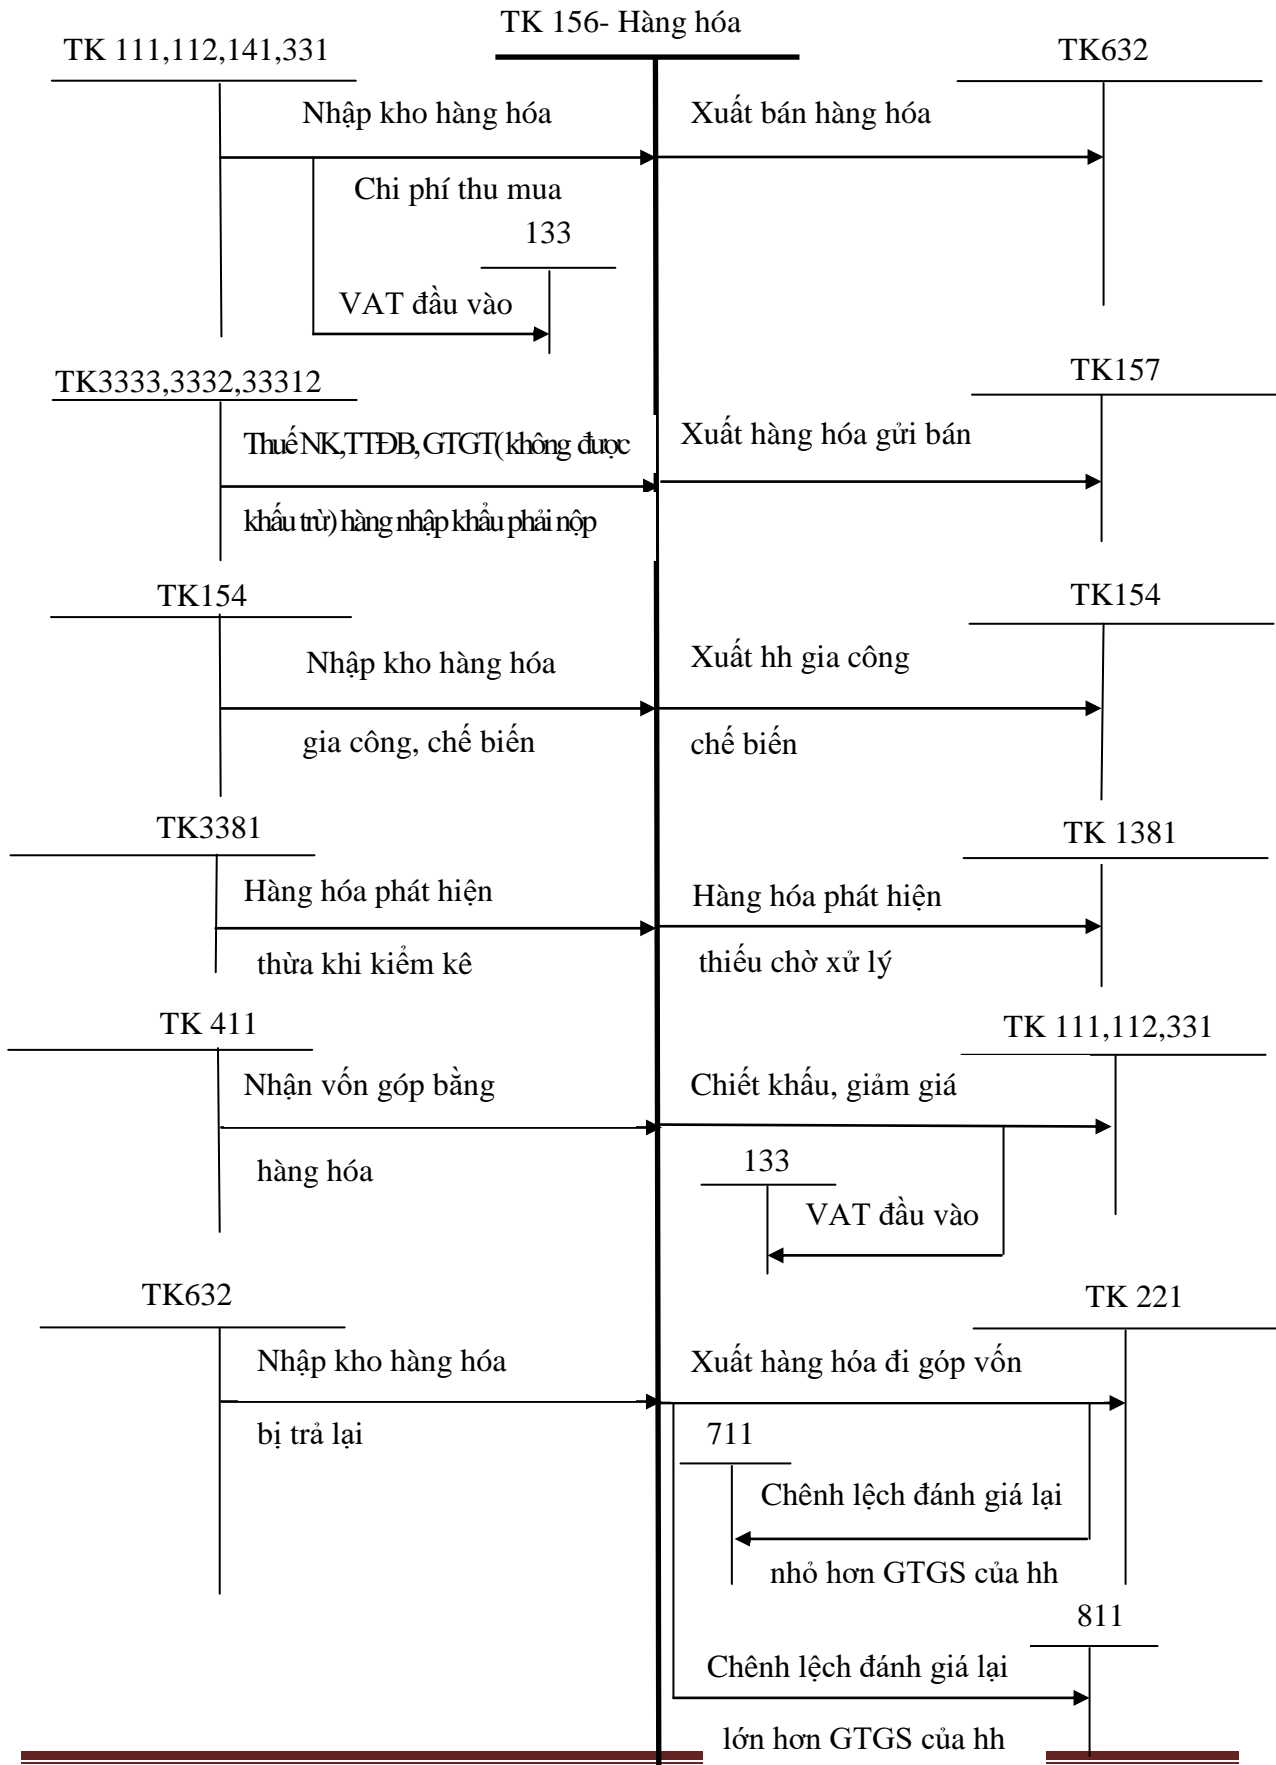 TK 156- Hàng hóa
TK 111,112,141,331
TK632
Nhập kho hàng hóa
Xuất bán hàng hóa
Chi phí thu mua
133
VAT đầu vào
TK3333,3332,33312
TK157
Thuế NK,TTĐB, GTGT( không được
Xuất hàng hóa gửi bán
khấu trừ) hàng nhập khẩu phải nộp
TK154
TK154
Nhập kho hàng hóa
Xuất hh gia công
gia công, chế biến
chế biến
TK3381
TK 1381
Hàng hóa phát hiện
Hàng hóa phát hiện
thừa khi kiểm kê
thiếu chờ xử lý
TK 411
TK 111,112,331
Nhận vốn góp bằng
Chiết khấu, giảm giá
hàng hóa
133
VAT đầu vào
TK632
TK 221
Nhập kho hàng hóa
Xuất hàng hóa đi góp vốn
bị trả lại
711
Chênh lệch đánh giá lại
nhỏ hơn GTGS của hh
811
Chênh lệch đánh giá lại
lớn hơn GTGS của hh